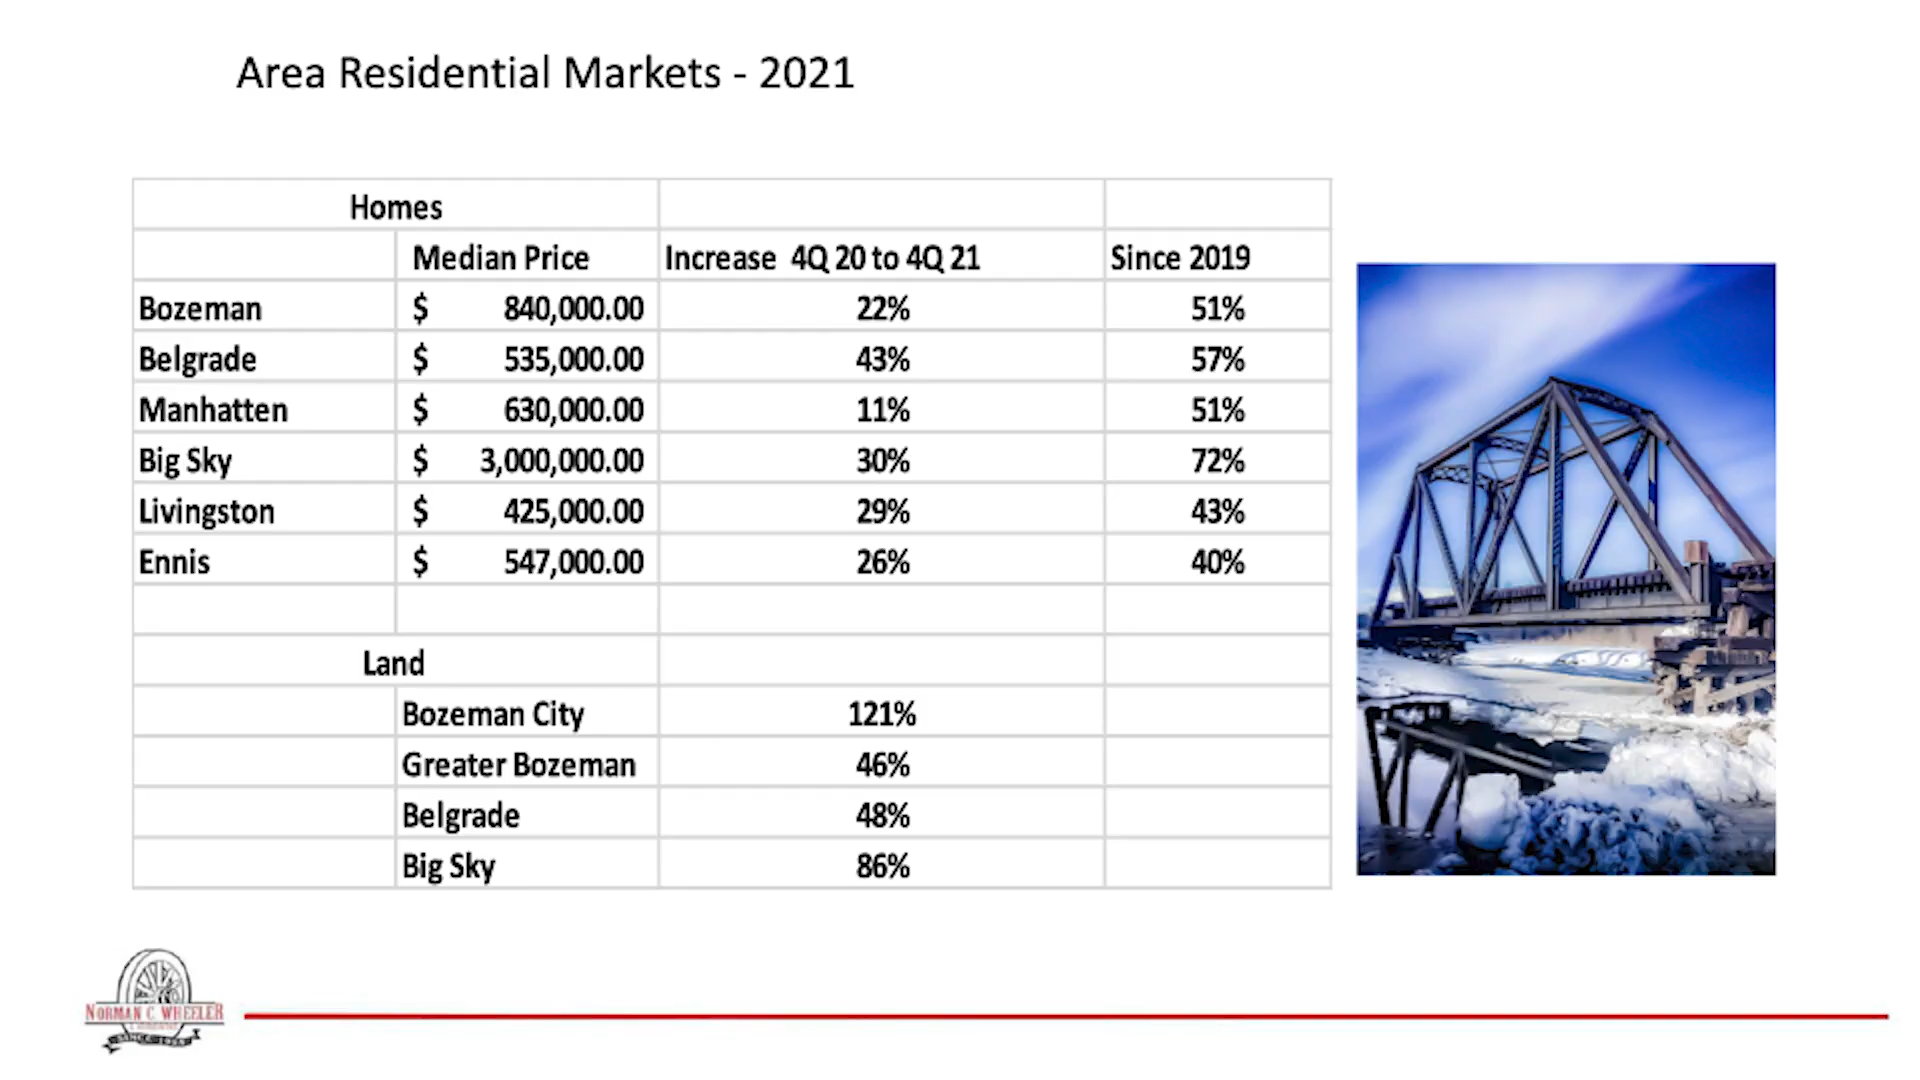 Area Residential Markets - 2021
Homes
Median Price Increase 4Q 20 to 4Q 21 Since 2019
Bozeman $ 840,000.00 22% 51%
Belgrade $ 535,000.00 43% 57%
Manhatten $ 630,000.00 11% 51%
Big Sky $ 3,000,000.00 30% 72%
Livingston $ 425,000.00 29% 43%
Ennis $ 547,000.00 26% 40%
Land
Bozeman City 121%
Greater Bozeman 46%
Belgrade 48%
Big Sky 86%
NORMAN C. WHEELER
SINCE